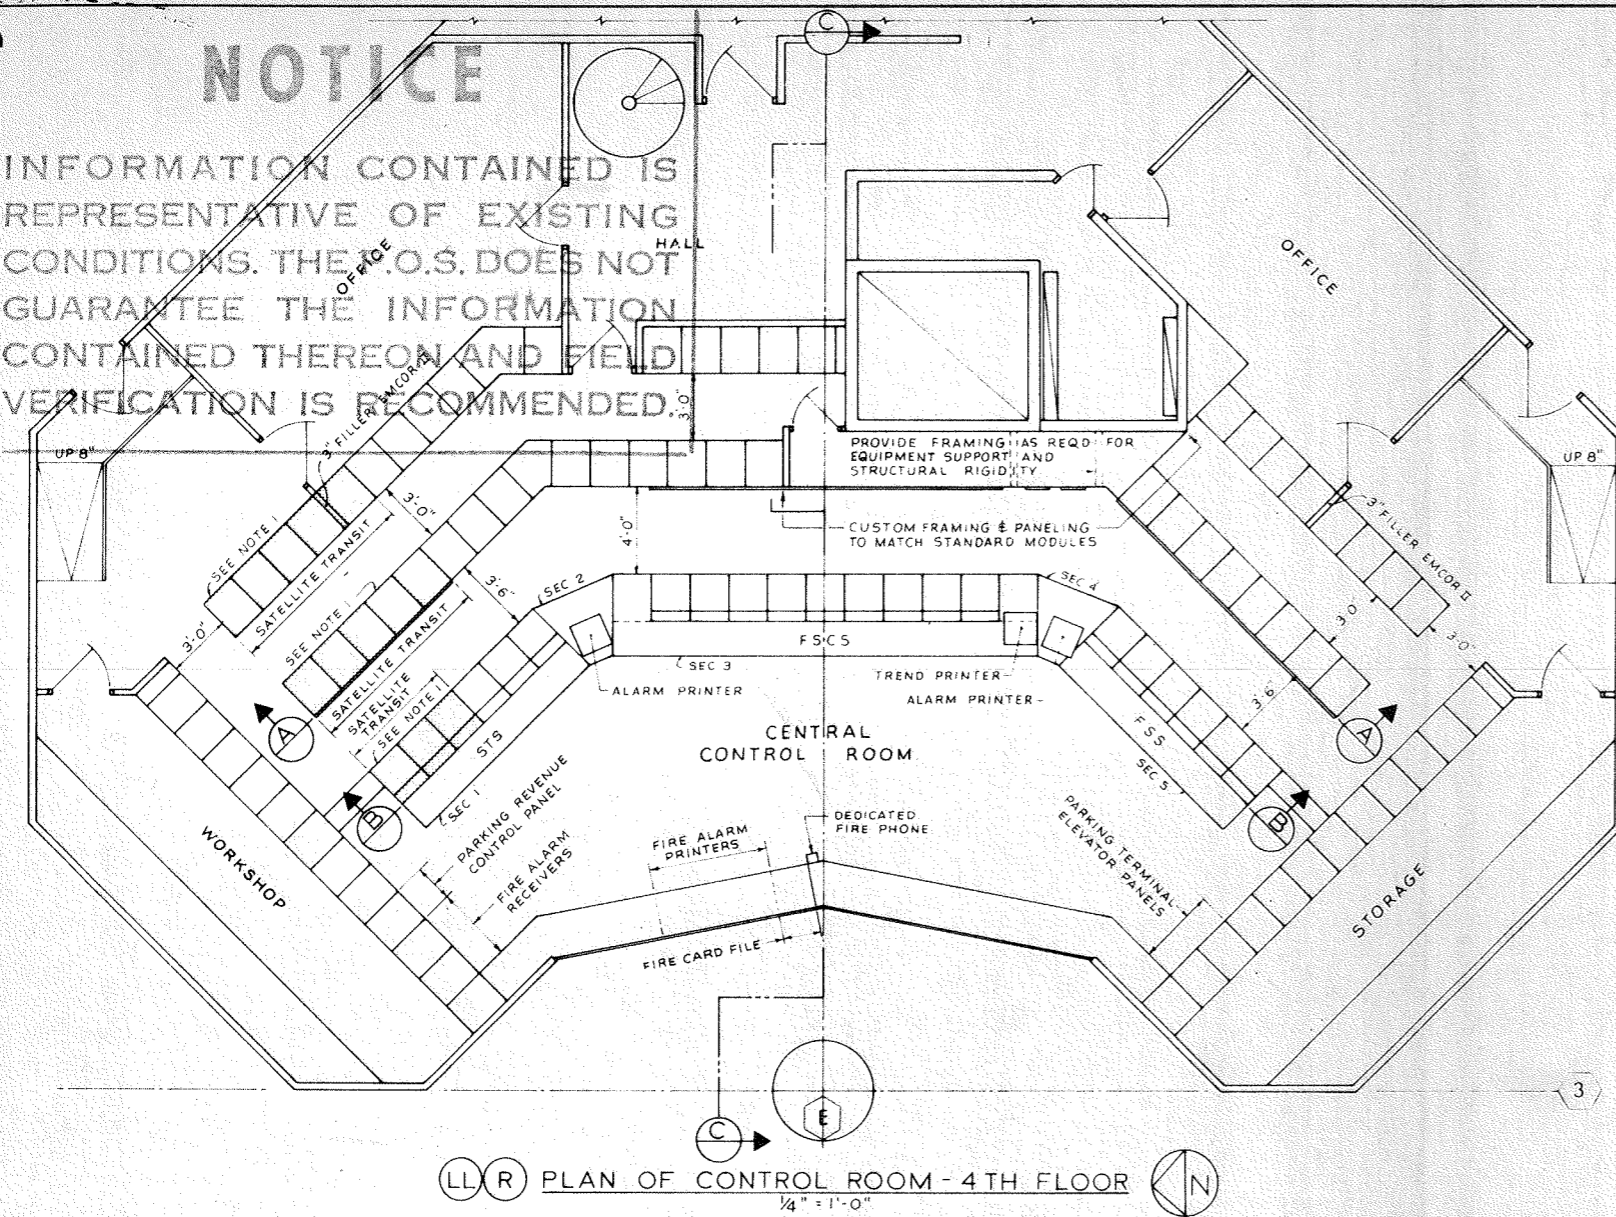 NOTICE
INFORMATION CONTAINED IS
REPRESENTATIVE OF EXISTING
CONDITIONS. THE P.O.S. DOES NOT
GUARANTEE THE INFORMATION
CONTAINED THEREON AND FIELD
VERIFICATION IS RECOMMENDED.
C
OFFICE
HALL
OFFICE
3" FILLER EMCOR II
3'-0"
UP 8"
PROVIDE FRAMING AS REQD FOR
EQUIPMENT SUPPORT AND
STRUCTURAL RIGIDITY
UP 8"
3'-0"
4'-0"
CUSTOM FRAMING & PANELING
TO MATCH STANDARD MODULES
3" FILLER EMCOR II
SEE NOTE 1
SATELLITE TRANSIT
3'-0"
SEE NOTE 1
SATELLITE TRANSIT
3'6"
SEC 2
SEC 4
3'0"
3'-0"
SATELLITE
TRANSIT
(SEE NOTE 1)
FSCS
SEC 3
ALARM PRINTER
TREND PRINTER
ALARM PRINTER
3'6"
A
STS
SEC 1
CENTRAL
CONTROL ROOM
FSS
SEC 5
A
B
B
WORKSHOP
PARKING REVENUE
CONTROL PANEL
FIRE ALARM
RECEIVERS
FIRE ALARM
PRINTERS
DEDICATED
FIRE PHONE
PARKING TERMINAL
ELEVATOR PANELS
STORAGE
FIRE CARD FILE
E
3
C
LL R PLAN OF CONTROL ROOM - 4TH FLOOR N
1/4" = 1'-0"